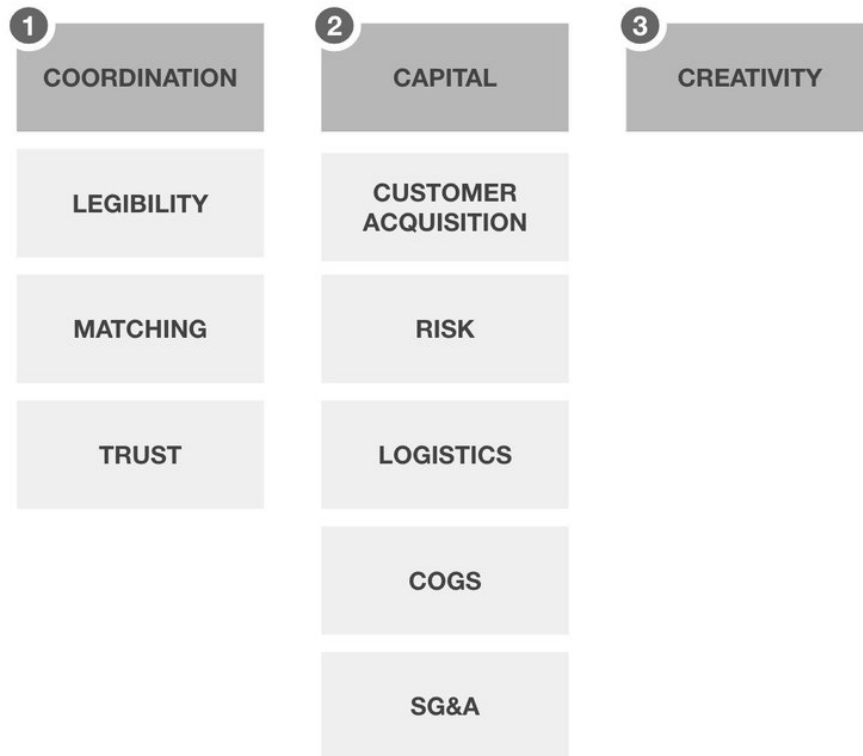 1
COORDINATION
LEGIBILITY
MATCHING
TRUST
2
CAPITAL
CUSTOMER
ACQUISITION
RISK
LOGISTICS
COGS
SG&A
3
CREATIVITY